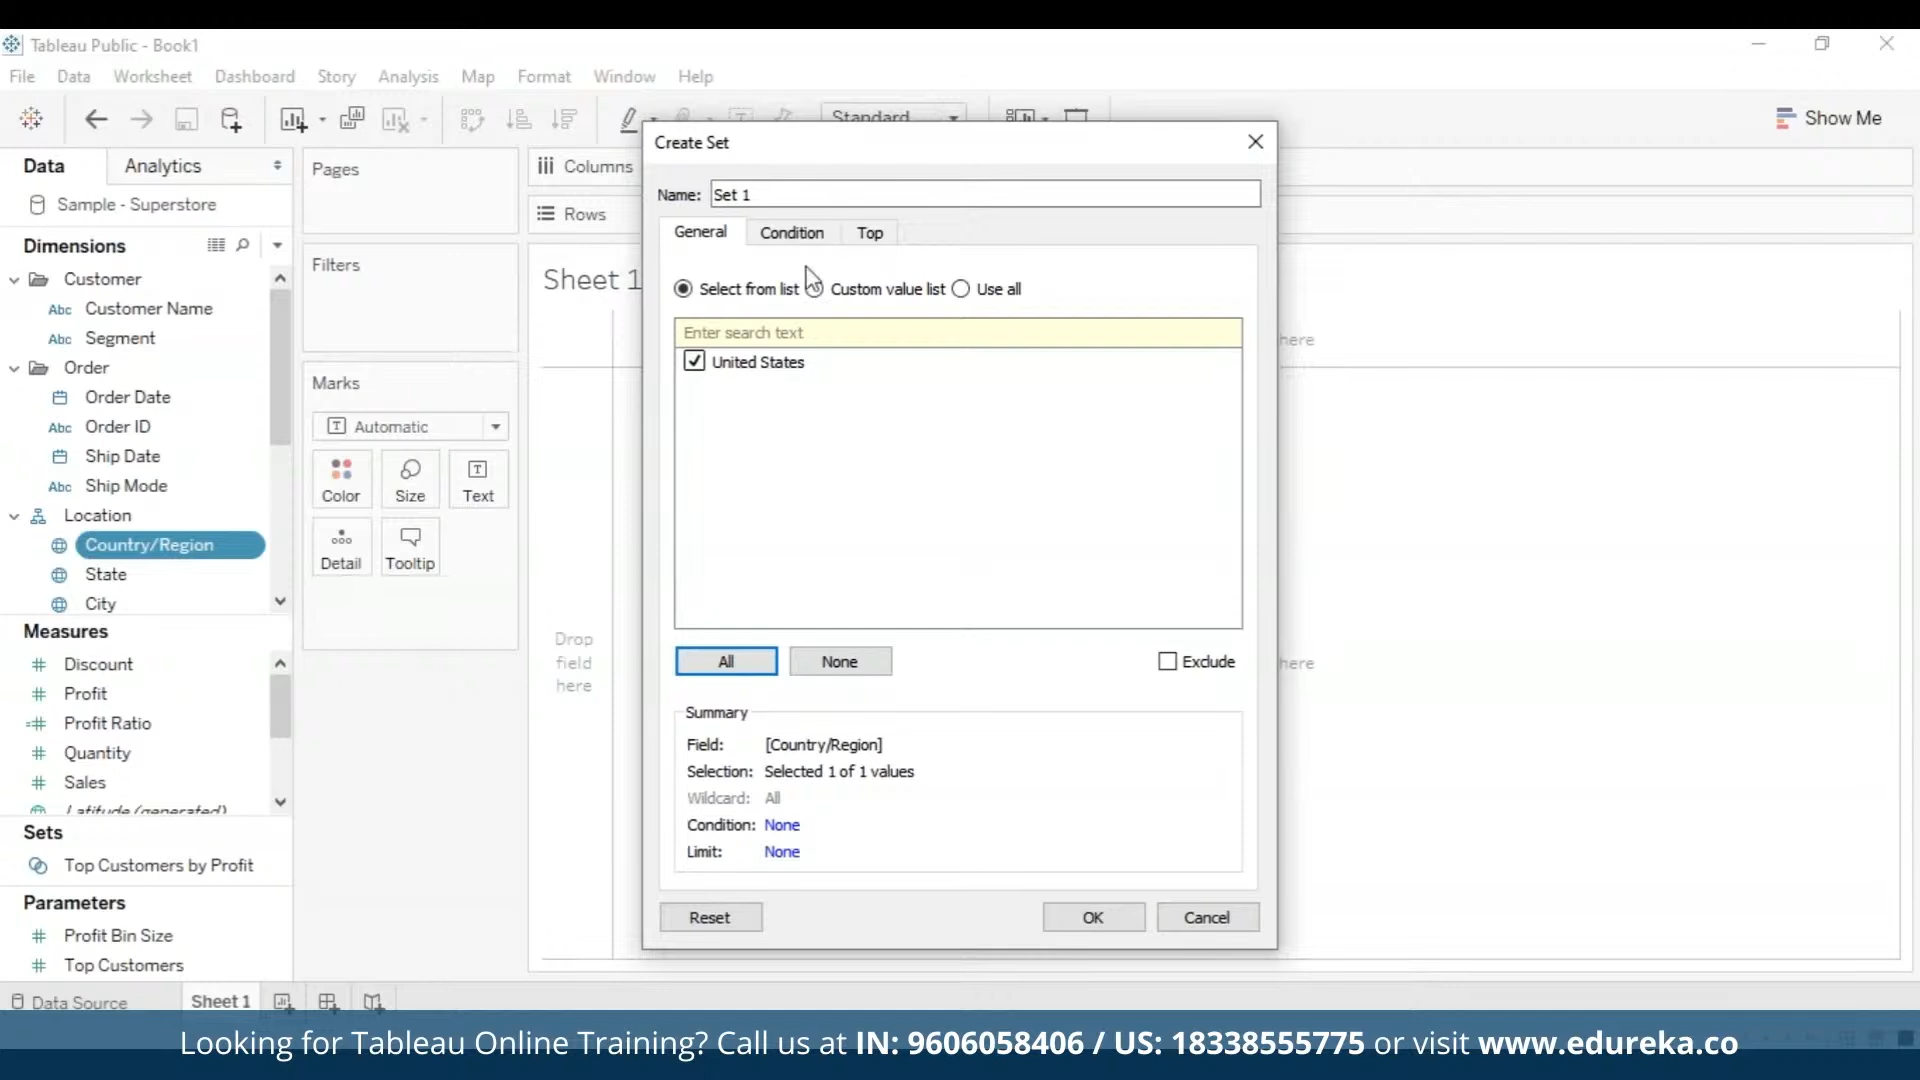 Tableau Public - Book1
File Data Worksheet Dashboard Story Analysis Map Format Window Help
Standard
Show Me
Data Analytics
Sample - Superstore
Dimensions
Customer
Abc Customer Name
Abc Segment
Order
Order Date
Abc Order ID
Ship Date
Abc Ship Mode
Location
Country/Region
State
City
Measures
# Discount
# Profit
=# Profit Ratio
# Quantity
# Sales
Latitude (generated)
Sets
Top Customers by Profit
Parameters
# Profit Bin Size
# Top Customers
Pages
Filters
Marks
T Automatic
Color Size T Text
Detail Tooltip
Columns
Rows
Sheet 1
here
Drop
field
here
here
Create Set
Name: Set 1
General Condition Top
Select from list Custom value list Use all
Enter search text
United States
All None Exclude
Summary
Field: [Country/Region]
Selection: Selected 1 of 1 values
Wildcard: All
Condition: None
Limit: None
Reset OK Cancel
Data Source Sheet 1
Looking for Tableau Online Training? Call us at IN: 9606058406 / US: 18338555775 or visit www.edureka.co